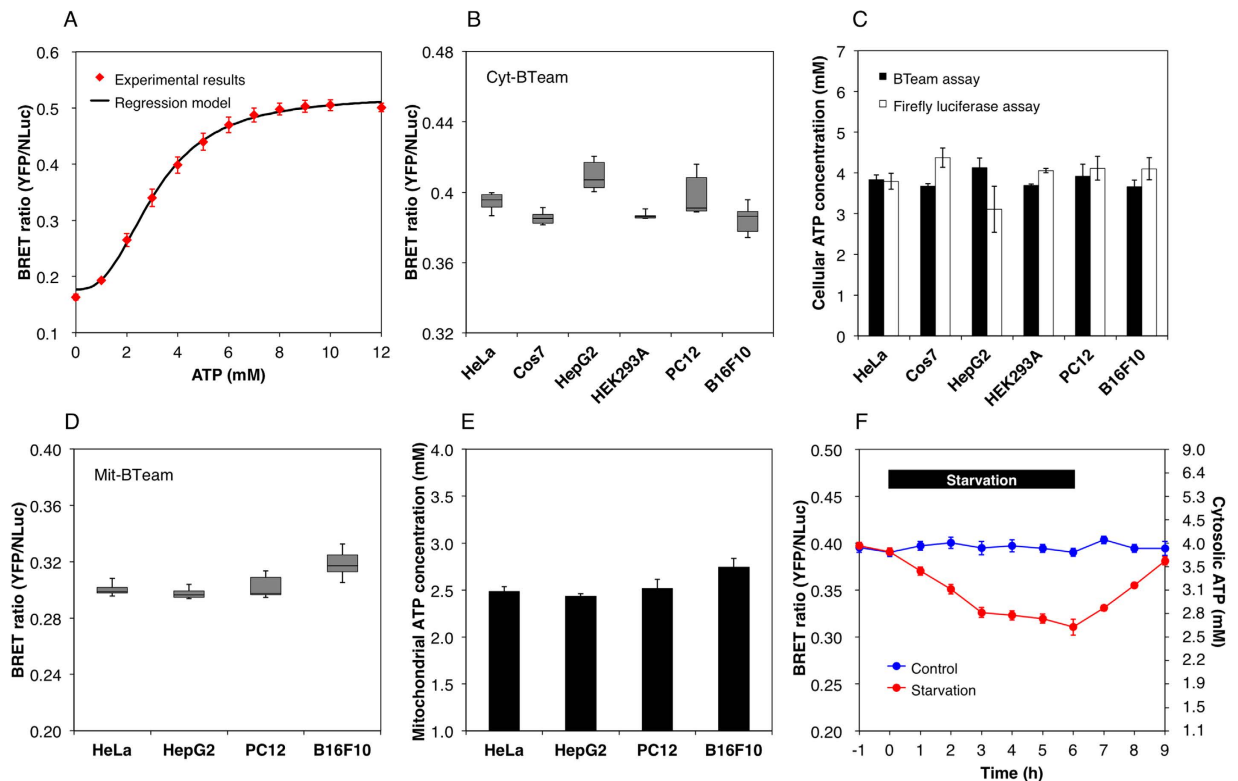 A
0.6
0.5
0.4
0.3
0.2
0.1
BRET ratio (YFP/NLuc)
Experimental results
Regression model
0 2 4 6 8 10 12
ATP (mM)
B
0.48
0.44
0.4
0.36
0.32
BRET ratio (YFP/NLuc)
Cyt-BTeam
HeLa Cos7 HepG2 HEK293A PC12 B16F10
C
7
6
5
4
3
2
1
0
Cellular ATP concentratiion (mM)
BTeam assay
Firefly luciferase assay
HeLa Cos7 HepG2 HEK293A PC12 B16F10
D
0.40
0.36
0.32
0.28
0.24
0.20
BRET ratio (YFP/NLuc)
Mit-BTeam
HeLa HepG2 PC12 B16F10
E
4.0
3.5
3.0
2.5
2.0
1.5
1.0
Mitochondrial ATP concentration (mM)
HeLa HepG2 PC12 B16F10
F
0.50
0.45
0.40
0.35
0.30
0.25
0.20
BRET ratio (YFP/NLuc)
Starvation
Control
Starvation
9.0
6.4
5.3
4.5
4.0
3.5
3.1
2.8
2.5
2.2
1.9
1.5
1.1
Cytosolic ATP (mM)
-1 0 1 2 3 4 5 6 7 8 9
Time (h)